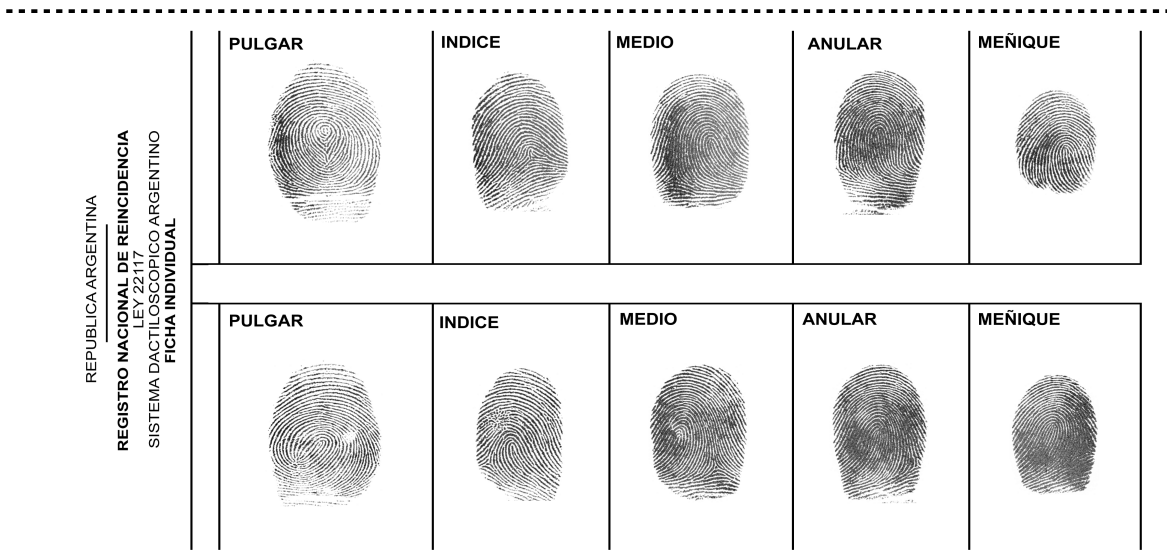 REPUBLICA ARGENTINA
REGISTRO NACIONAL DE REINCIDENCIA
LEY 22117
SISTEMA DACTILOSCOPICO ARGENTINO
FICHA INDIVIDUAL
PULGAR INDICE MEDIO ANULAR MEÑIQUE
PULGAR INDICE MEDIO ANULAR MEÑIQUE